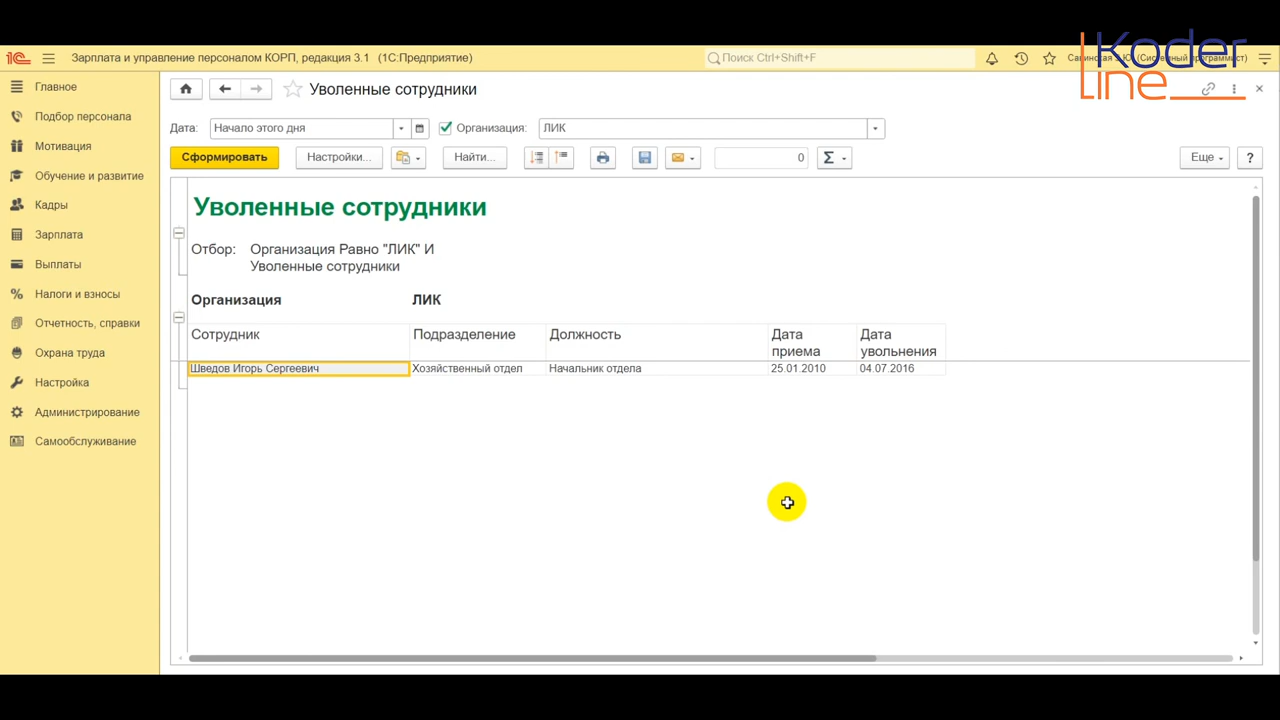 1С Зарплата и управление персоналом КОРП, редакция 3.1 (1С:Предприятие) Поиск Ctrl+Shift+F (Системный программист)
Koder
Line
Главное
Подбор персонала
Мотивация
Обучение и развитие
Кадры
Зарплата
Выплаты
Налоги и взносы
Отчетность, справки
Охрана труда
Настройка
Администрирование
Самообслуживание
Уволенные сотрудники
Дата: Начало этого дня Организация: ЛИК
Сформировать Настройки... Найти... 0 Σ Еще ?
Уволенные сотрудники
Отбор: Организация Равно "ЛИК" И
Уволенные сотрудники
Организация ЛИК
Сотрудник Подразделение Должность Дата приема Дата увольнения
Шведов Игорь Сергеевич Хозяйственный отдел Начальник отдела 25.01.2010 04.07.2016